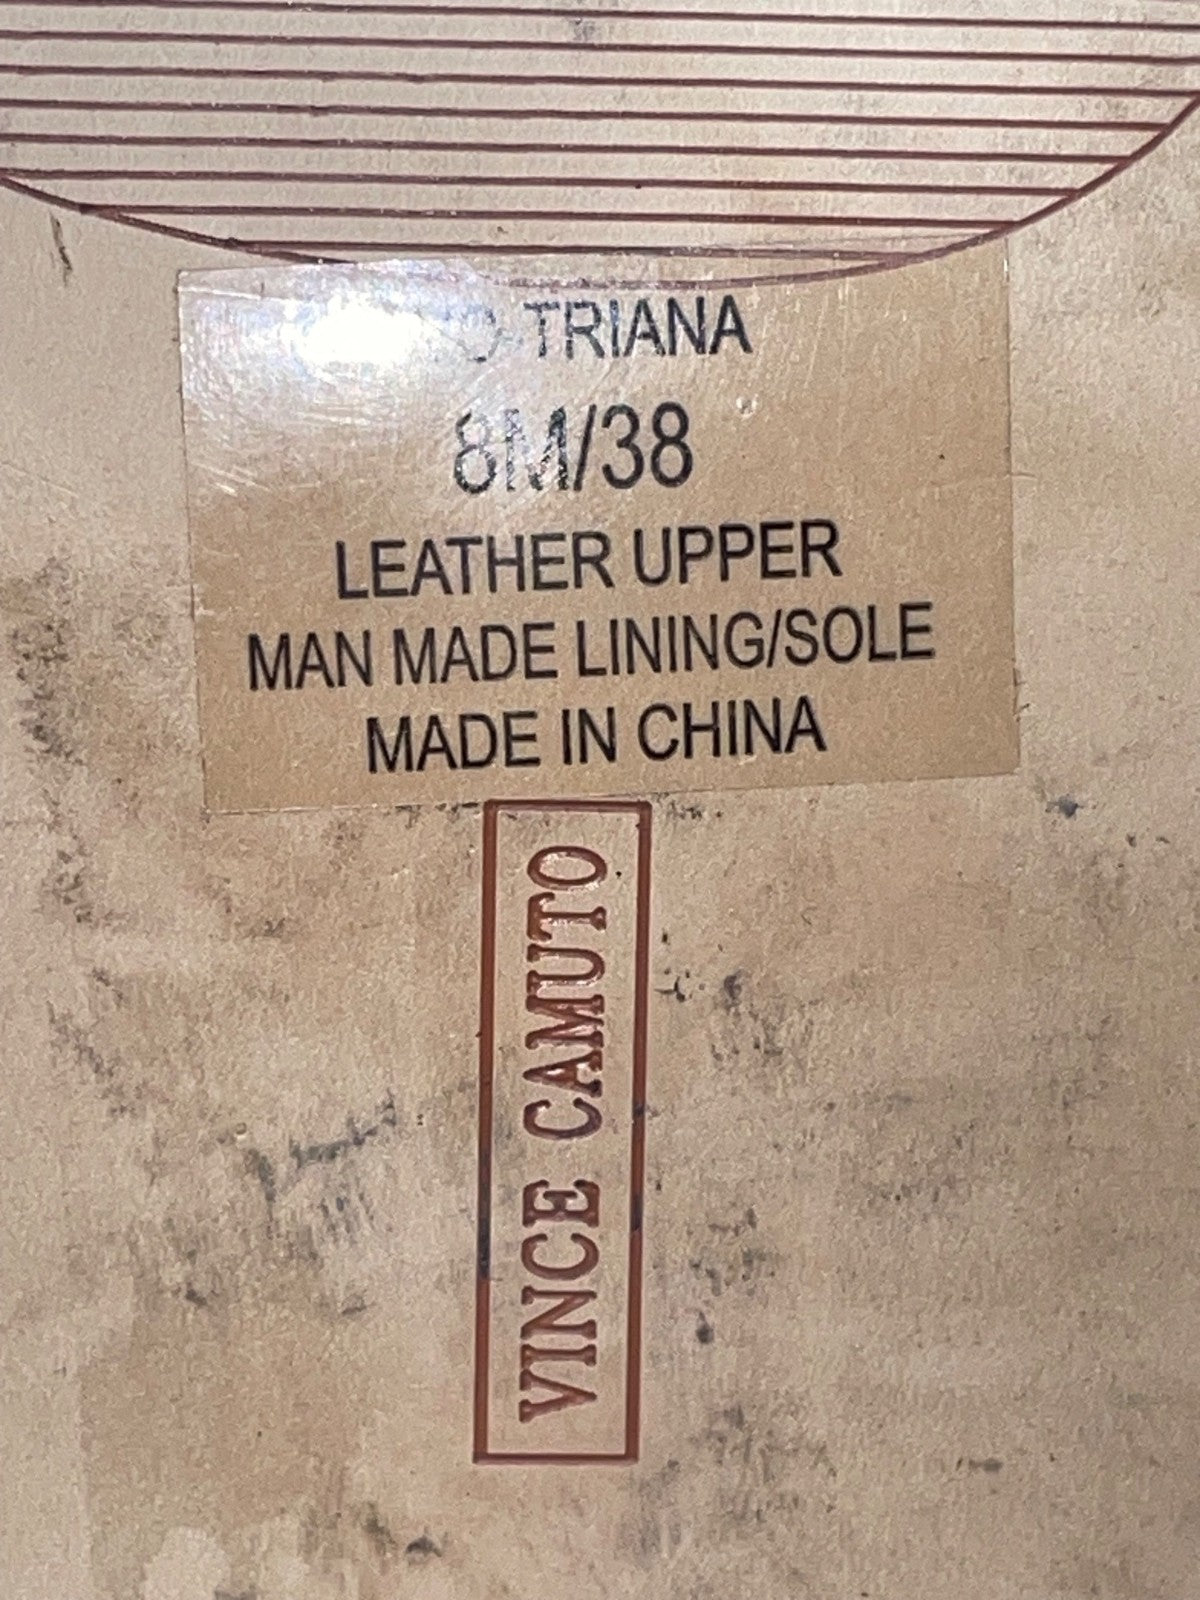 TRIANA
8M/38
LEATHER UPPER
MAN MADE LINING/SOLE
MADE IN CHINA
VINCE CAMUTO